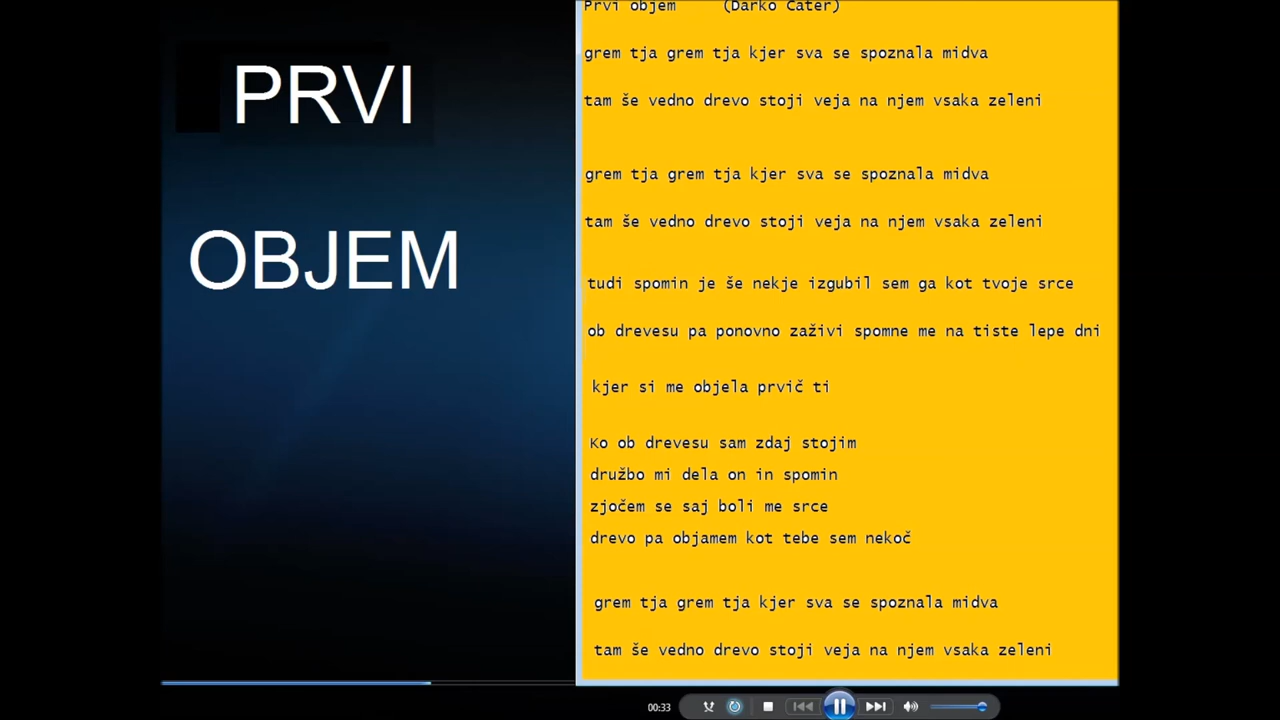 PRVI
OBJEM
Prvi objem (Darko Cater)
grem tja grem tja kjer sva se spoznala midva
tam še vedno drevo stoji veja na njem vsaka zeleni
grem tja grem tja kjer sva se spoznala midva
tam še vedno drevo stoji veja na njem vsaka zeleni
tudi spomin je še nekje izgubil sem ga kot tvoje srce
ob drevesu pa ponovno zaživi spomne me na tiste lepe dni
kjer si me objela prvič ti
Ko ob drevesu sam zdaj stojim
družbo mi dela on in spomin
zjočem se saj boli me srce
drevo pa objamem kot tebe sem nekoč
grem tja grem tja kjer sva se spoznala midva
tam še vedno drevo stoji veja na njem vsaka zeleni
00:33